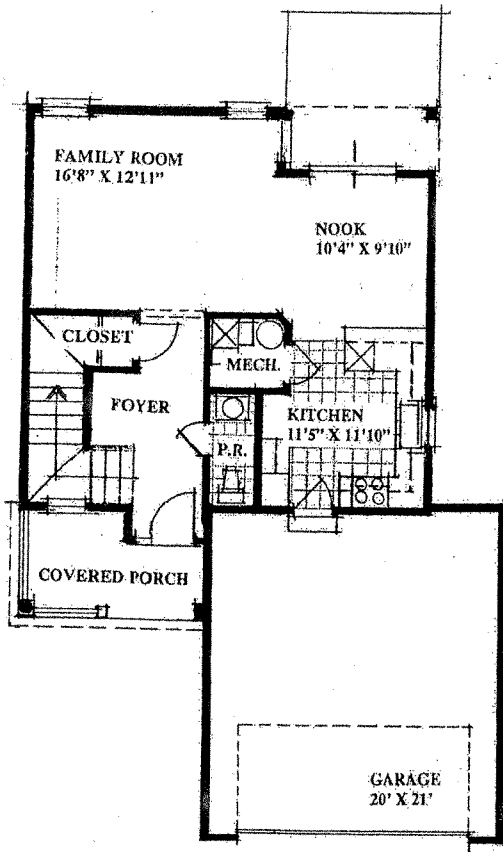 FAMILY ROOM
16'8" X 12'11"
NOOK
10'4" X 9'10"
CLOSET
MECH.
FOYER
KITCHEN
11'5" X 11'10"
P.R.
COVERED PORCH
GARAGE
20' X 21'